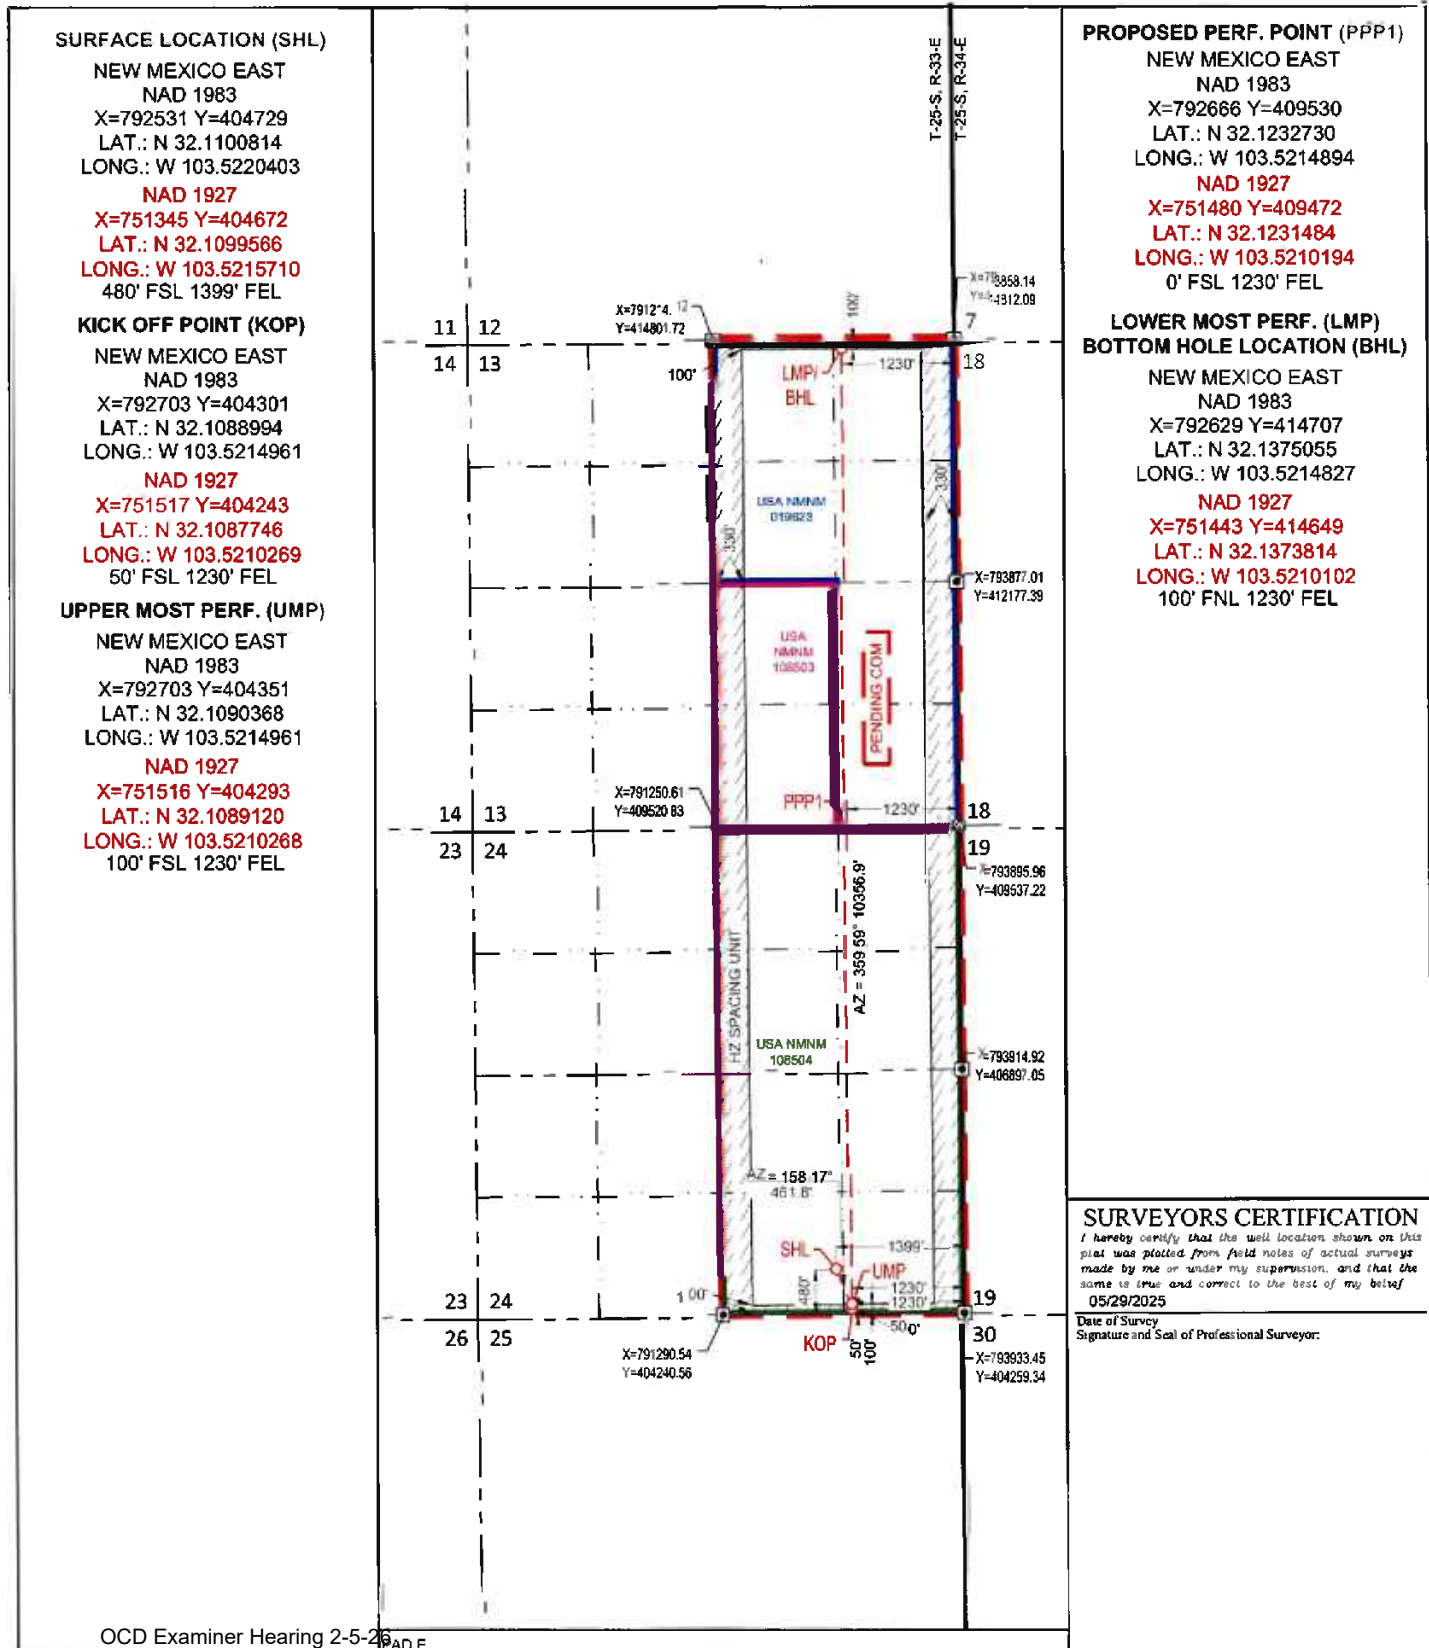 SURFACE LOCATION (SHL)
NEW MEXICO EAST
NAD 1983
X=792531 Y=404729
LAT.: N 32.1100814
LONG.: W 103.5220403
NAD 1927
X=751345 Y=404672
LAT.: N 32.1099566
LONG.: W 103.5215710
480' FSL 1399' FEL
KICK OFF POINT (KOP)
NEW MEXICO EAST
NAD 1983
X=792703 Y=404301
LAT.: N 32.1088994
LONG.: W 103.5214961
NAD 1927
X=751517 Y=404243
LAT.: N 32.1087746
LONG.: W 103.5210269
50' FSL 1230' FEL
UPPER MOST PERF. (UMP)
NEW MEXICO EAST
NAD 1983
X=792703 Y=404351
LAT.: N 32.1090368
LONG.: W 103.5214961
NAD 1927
X=751516 Y=404293
LAT.: N 32.1089120
LONG.: W 103.5210268
100' FSL 1230' FEL
T-25-S, R-33-E
T-25-S, R-34-E
Y=414801.72
11 12
14 13
7
18
100'
100'
1230'
LMP/
BHL
330'
USA NMNM
019623
330'
X=793877.01
Y=412177.39
USA
NMNM
108503
PENDING COM
X=791250.61
Y=409520.83
PPP1
1230'
14 13
23 24
18
19
X=793895.96
Y=409537.22
AZ = 359.59° 10356.9'
HZ SPACING UNIT
USA NMNM
108504
X=793914.92
Y=406897.05
AZ = 158.17°
461.8'
SHL
1399'
UMP
480'
1230'
1230'
100'
50'
KOP
50'
100'
23 24
26 25
19
30
X=791290.54
Y=404240.56
X=793933.45
Y=404259.34
PROPOSED PERF. POINT (PPP1)
NEW MEXICO EAST
NAD 1983
X=792666 Y=409530
LAT.: N 32.1232730
LONG.: W 103.5214894
NAD 1927
X=751480 Y=409472
LAT.: N 32.1231484
LONG.: W 103.5210194
0' FSL 1230' FEL
LOWER MOST PERF. (LMP)
BOTTOM HOLE LOCATION (BHL)
NEW MEXICO EAST
NAD 1983
X=792629 Y=414707
LAT.: N 32.1375055
LONG.: W 103.5214827
NAD 1927
X=751443 Y=414649
LAT.: N 32.1373814
LONG.: W 103.5210102
100' FNL 1230' FEL
SURVEYORS CERTIFICATION
I hereby certify that the well location shown on this
plat was plotted from field notes of actual surveys
made by me or under my supervision, and that the
same is true and correct to the best of my belief
05/29/2025
Date of Survey
Signature and Seal of Professional Surveyor:
OCD Examiner Hearing 2-5-26